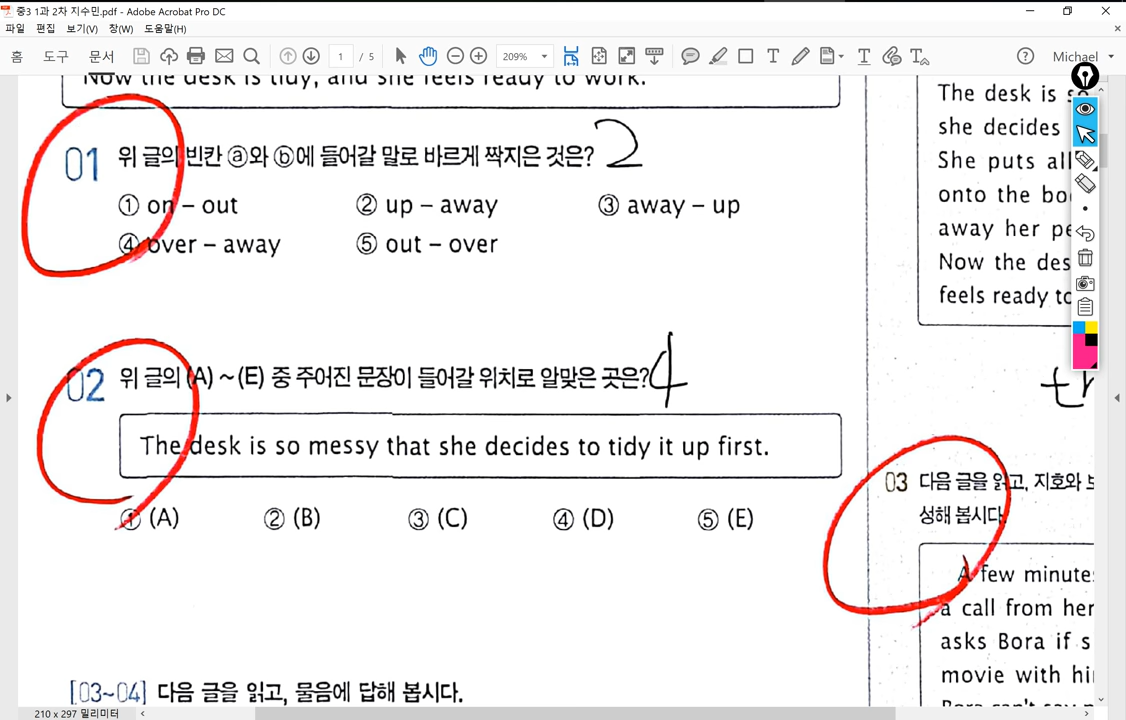 중3 1과 2차 지수민.pdf - Adobe Acrobat Pro DC
파일 편집 보기(V) 창(W) 도움말(H)
홈 도구 문서 1 / 5 209% Michael
Now the desk is tidy, and she feels ready to work.
01 위 글의 빈칸 ⓐ와 ⓑ에 들어갈 말로 바르게 짝지은 것은? 2
① on – out ② up – away ③ away – up
④ over – away ⑤ out – over
02 위 글의 (A) ~ (E) 중 주어진 문장이 들어갈 위치로 알맞은 곳은? 4
The desk is so messy that she decides to tidy it up first.
① (A) ② (B) ③ (C) ④ (D) ⑤ (E)
[03~04] 다음 글을 읽고, 물음에 답해 봅시다.
The desk is so
she decides
She puts all
onto the bo
away her pe
Now the des
feels ready to
03 다음 글을 읽고, 지호와 보
성해 봅시다.
A few minutes
a call from her
asks Bora if s
movie with hi
Bora can't say
210 x 297 밀리미터